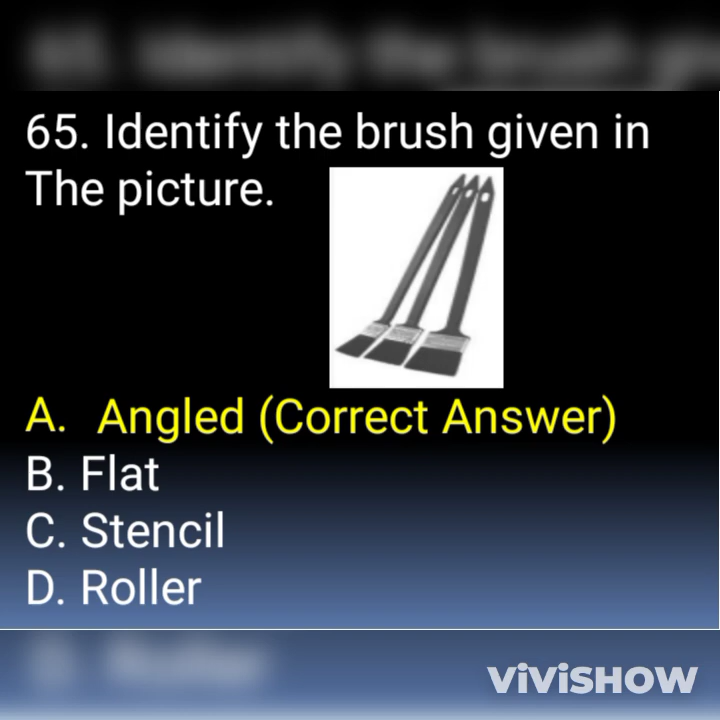 65. Identify the brush given in
The picture.
A. Angled (Correct Answer)
B. Flat
C. Stencil
D. Roller
ViViSHOW